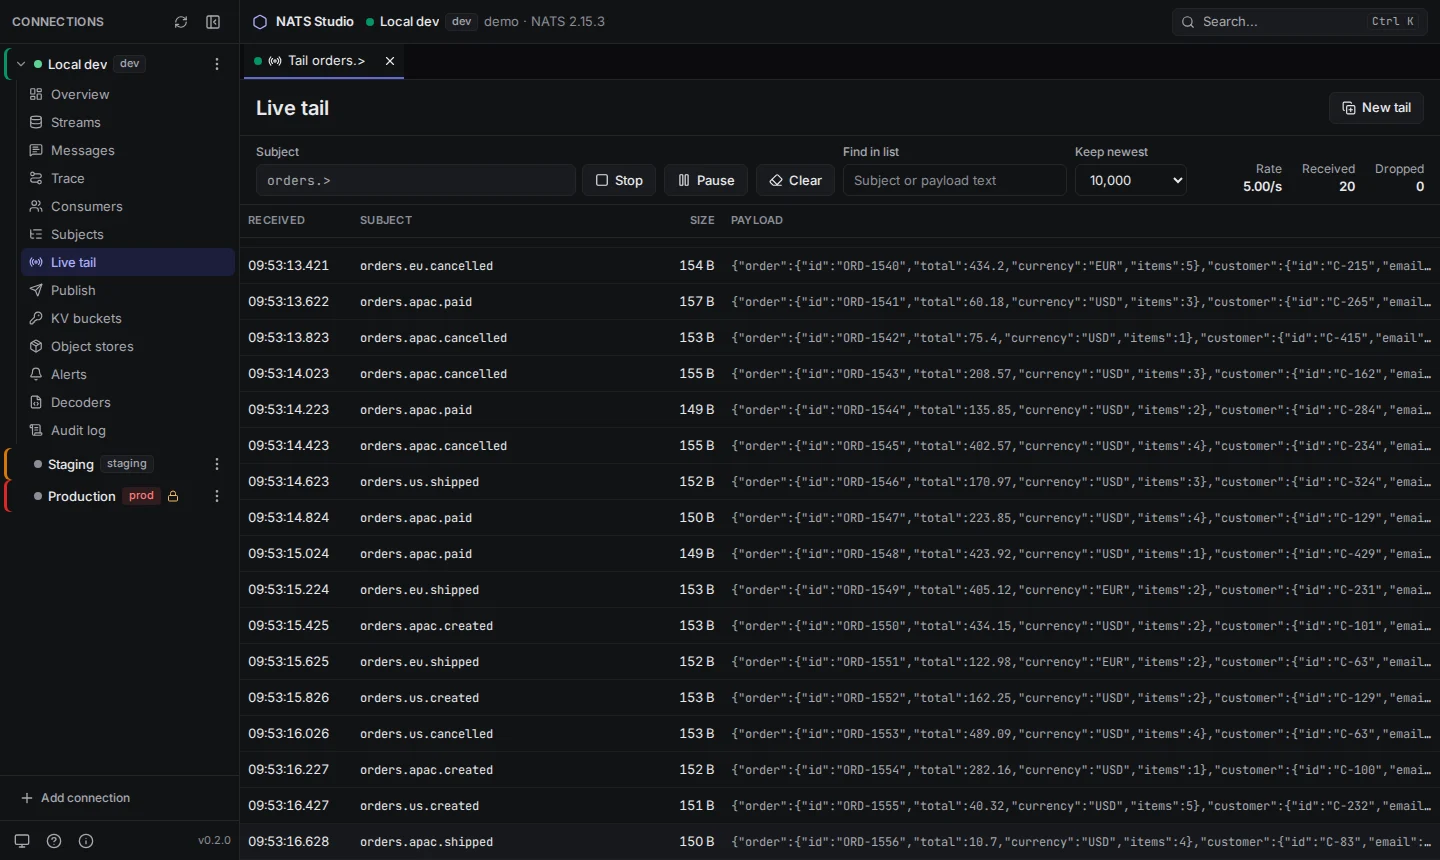 CONNECTIONS
NATS Studio Local dev dev demo · NATS 2.15.3
Search... Ctrl K
Local dev dev
Overview
Streams
Messages
Trace
Consumers
Subjects
Live tail
Publish
KV buckets
Object stores
Alerts
Decoders
Audit log
Staging staging
Production prod
Add connection
v0.2.0
Tail orders.>
Live tail
New tail
Subject
orders.>
Stop
Pause
Clear
Find in list
Subject or payload text
Keep newest
10,000
Rate Received Dropped
5.00/s 20 0
RECEIVED SUBJECT SIZE PAYLOAD
09:53:13.421 orders.eu.cancelled 154 B {"order":{"id":"ORD-1540","total":434.2,"currency":"EUR","items":5},"customer":{"id":"C-215","email…
09:53:13.622 orders.apac.paid 157 B {"order":{"id":"ORD-1541","total":60.18,"currency":"USD","items":3},"customer":{"id":"C-265","email…
09:53:13.823 orders.apac.cancelled 153 B {"order":{"id":"ORD-1542","total":75.4,"currency":"USD","items":1},"customer":{"id":"C-415","email"…
09:53:14.023 orders.apac.cancelled 155 B {"order":{"id":"ORD-1543","total":208.57,"currency":"USD","items":3},"customer":{"id":"C-162","emai…
09:53:14.223 orders.apac.paid 149 B {"order":{"id":"ORD-1544","total":135.85,"currency":"USD","items":2},"customer":{"id":"C-284","emai…
09:53:14.423 orders.apac.cancelled 155 B {"order":{"id":"ORD-1545","total":402.57,"currency":"USD","items":4},"customer":{"id":"C-234","emai…
09:53:14.623 orders.us.shipped 152 B {"order":{"id":"ORD-1546","total":170.97,"currency":"USD","items":3},"customer":{"id":"C-324","emai…
09:53:14.824 orders.apac.paid 150 B {"order":{"id":"ORD-1547","total":223.85,"currency":"USD","items":4},"customer":{"id":"C-129","emai…
09:53:15.024 orders.apac.paid 149 B {"order":{"id":"ORD-1548","total":423.92,"currency":"USD","items":1},"customer":{"id":"C-429","emai…
09:53:15.224 orders.eu.shipped 153 B {"order":{"id":"ORD-1549","total":405.12,"currency":"EUR","items":2},"customer":{"id":"C-231","emai…
09:53:15.425 orders.apac.created 153 B {"order":{"id":"ORD-1550","total":434.15,"currency":"USD","items":2},"customer":{"id":"C-101","emai…
09:53:15.625 orders.eu.shipped 152 B {"order":{"id":"ORD-1551","total":122.98,"currency":"EUR","items":2},"customer":{"id":"C-63","email…
09:53:15.826 orders.us.created 153 B {"order":{"id":"ORD-1552","total":162.25,"currency":"USD","items":2},"customer":{"id":"C-129","emai…
09:53:16.026 orders.us.cancelled 153 B {"order":{"id":"ORD-1553","total":489.09,"currency":"USD","items":4},"customer":{"id":"C-63","email…
09:53:16.227 orders.apac.created 152 B {"order":{"id":"ORD-1554","total":282.16,"currency":"USD","items":1},"customer":{"id":"C-100","emai…
09:53:16.427 orders.us.created 151 B {"order":{"id":"ORD-1555","total":40.32,"currency":"USD","items":5},"customer":{"id":"C-232","email…
09:53:16.628 orders.apac.shipped 150 B {"order":{"id":"ORD-1556","total":10.7,"currency":"USD","items":4},"customer":{"id":"C-83","email":…